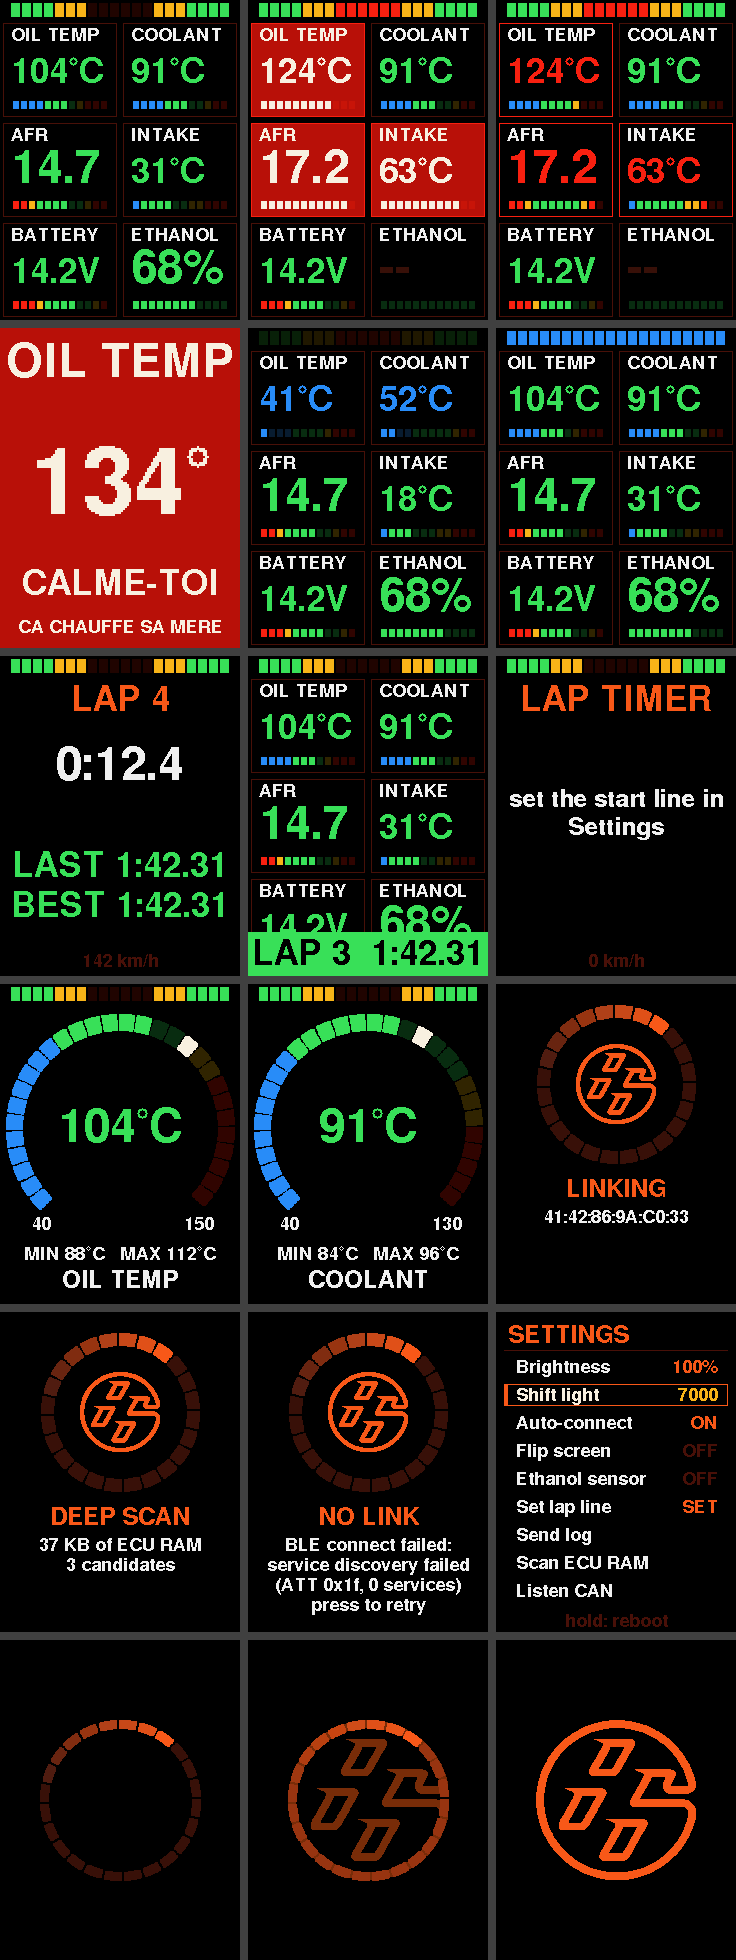 OIL TEMP COOLANT
104°C 91°C
AFR INTAKE
14.7 31°C
BATTERY ETHANOL
14.2V 68%
OIL TEMP COOLANT
124°C 91°C
AFR INTAKE
17.2 63°C
BATTERY ETHANOL
14.2V --
OIL TEMP COOLANT
124°C 91°C
AFR INTAKE
17.2 63°C
BATTERY ETHANOL
14.2V --
OIL TEMP
134°
CALME-TOI
CA CHAUFFE SA MERE
OIL TEMP COOLANT
41°C 52°C
AFR INTAKE
14.7 18°C
BATTERY ETHANOL
14.2V 68%
OIL TEMP COOLANT
104°C 91°C
AFR INTAKE
14.7 31°C
BATTERY ETHANOL
14.2V 68%
LAP 4
0:12.4
LAST 1:42.31
BEST 1:42.31
142 km/h
OIL TEMP COOLANT
104°C 91°C
AFR INTAKE
14.7 31°C
BATTERY ETHANOL
14.2V 68%
LAP 3 1:42.31
LAP TIMER
set the start line in
Settings
0 km/h
104°C
40 150
MIN 88°C MAX 112°C
OIL TEMP
91°C
40 130
MIN 84°C MAX 96°C
COOLANT
LINKING
41:42:86:9A:C0:33
DEEP SCAN
37 KB of ECU RAM
3 candidates
NO LINK
BLE connect failed:
service discovery failed
(ATT 0x1f, 0 services)
press to retry
SETTINGS
Brightness 100%
Shift light 7000
Auto-connect ON
Flip screen OFF
Ethanol sensor OFF
Set lap line SET
Send log
Scan ECU RAM
Listen CAN
hold: reboot